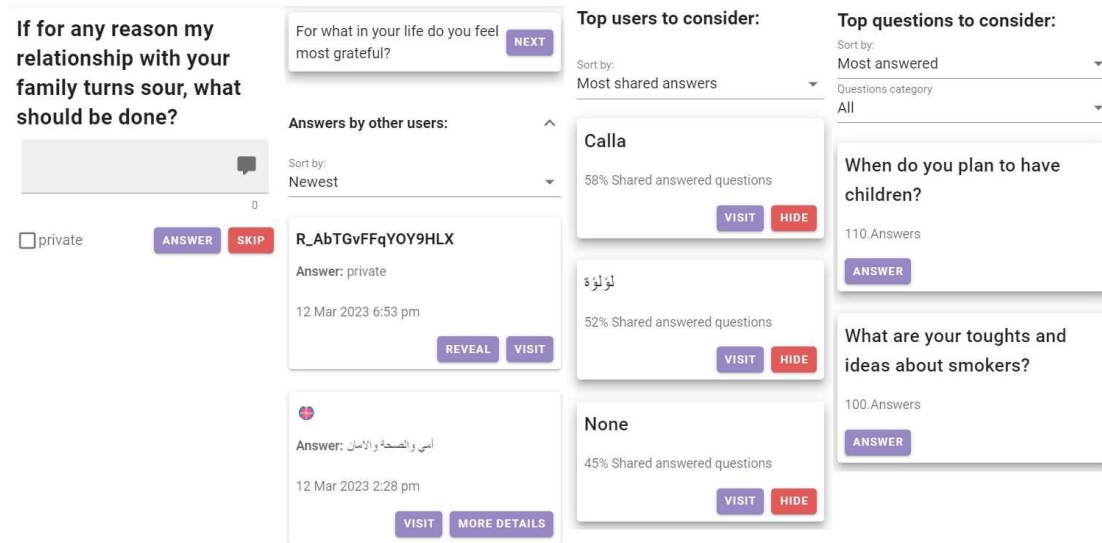 If for any reason my
relationship with your
family turns sour, what
should be done?
0
private
ANSWER
SKIP
For what in your life do you feel
most grateful?
NEXT
Answers by other users:
Sort by:
Newest
R_AbTGvFFqYOY9HLX
Answer: private
12 Mar 2023 6:53 pm
REVEAL
VISIT
Answer: أمي والصحة والامان
12 Mar 2023 2:28 pm
VISIT
MORE DETAILS
Top users to consider:
Sort by:
Most shared answers
Calla
58% Shared answered questions
VISIT
HIDE
لؤلؤة
52% Shared answered questions
VISIT
HIDE
None
45% Shared answered questions
VISIT
HIDE
Top questions to consider:
Sort by:
Most answered
Questions category
All
When do you plan to have
children?
110.Answers
ANSWER
What are your toughts and
ideas about smokers?
100.Answers
ANSWER